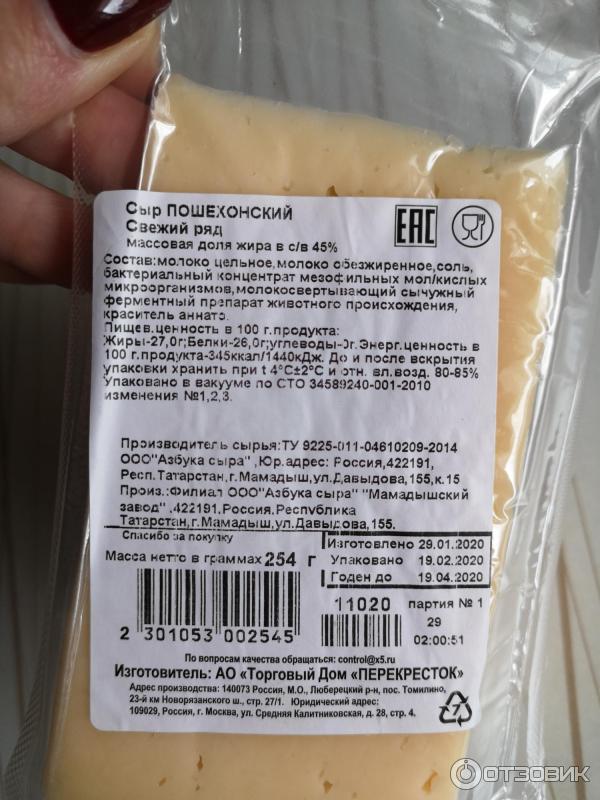 Сыр ПОШЕХОНСКИЙ
Свежий ряд
массовая доля жира в с/в 45%
EAC
Состав:молоко цельное,молоко обезжиренное,соль,
бактериальный концентрат мезофильных мол/кислых
микроорганизмов,молокосвертывающий сычужный
ферментный препарат животного происхождения,
краситель аннато.
Пищев.ценность в 100 г.продукта:
Жиры-27,0г;Белки-26,0г;углеводы-0г.Энерг.ценность в
100 г.продукта-345ккал/1440кДж. До и после вскрытия
упаковки хранить при t 4°С±2°С и отн. вл.возд. 80-85%
Упаковано в вакууме по СТО 34589240-001-2010
изменения №1,2,3.
Производитель сырья:ТУ 9225-011-04610209-2014
ООО"Азбука сыра" ,Юр.адрес: Россия,422191,
Респ.Татарстан,г.Мамадыш,ул.Давыдова,155,к.15
Произ.:Филиал ООО"Азбука сыра" "Мамадышский
завод" ,422191,Россия,Республика
Татарстан,г.Мамадыш,ул.Давыдова,155.
Спасибо за покупку
Масса нетто в граммах 254 г
Изготовлено 29.01.2020
Упаковано 19.02.2020
Годен до 19.04.2020
2 301053 002545
11020 партия № 1
29
02:00:51
По вопросам качества обращаться: control@x5.ru
Изготовитель: АО «Торговый Дом «ПЕРЕКРЕСТОК»
Адрес производства: 140073 Россия, М.О., Люберецкий р-н, пос. Томилино,
23-й км Новорязанского ш., стр. 27/1. Юридический адрес:
109029, Россия, г. Москва, ул. Средняя Калитниковская, д. 28, стр. 4.
7
ОТЗОВИК